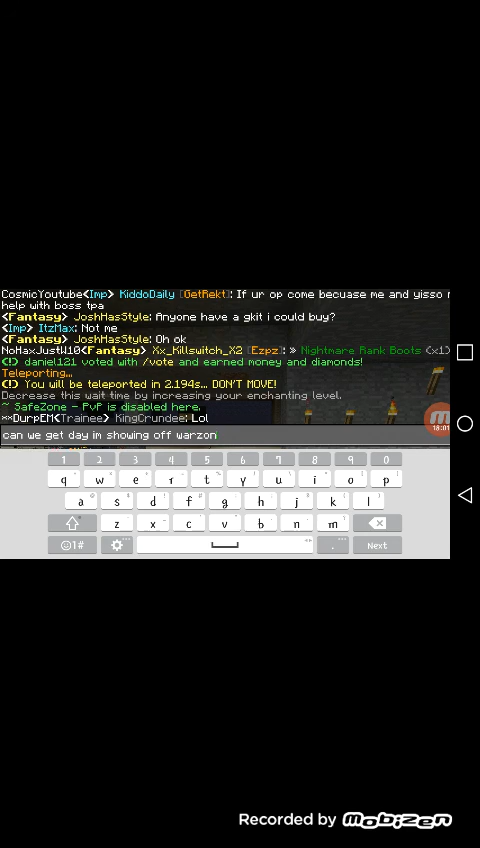 CosmicYoutube<Imp> KiddoDaily [GetRekt]: If ur op come becuase me and yisso
help with boss tpa
<Fantasy> JoshHasStyle: Anyone have a gkit i could buy?
<Imp> ItzMax: Not me
<Fantasy> JoshHasStyle: Oh ok
NoHaxJustW10<Fantasy> Xx_Killswitch_X2 [Ezpz]: » Nightmare Rank Boots (x1)
(!) daniel121 voted with /vote and earned money and diamonds!
Teleporting...
(!) You will be teleported in 2.194s... DON'T MOVE!
Decrease this wait time by increasing your enchanting level.
~ SafeZone - PvP is disabled here.
**DurpEM<Trainee> KingCrundee: Lol
18:01
can we get day im showing off warzon
1 2 3 4 5 6 7 8 9 0
q w e r t y u i o p
a s d f g h j k l
z x c v b n m
☺1# . Next
Recorded by mobizen